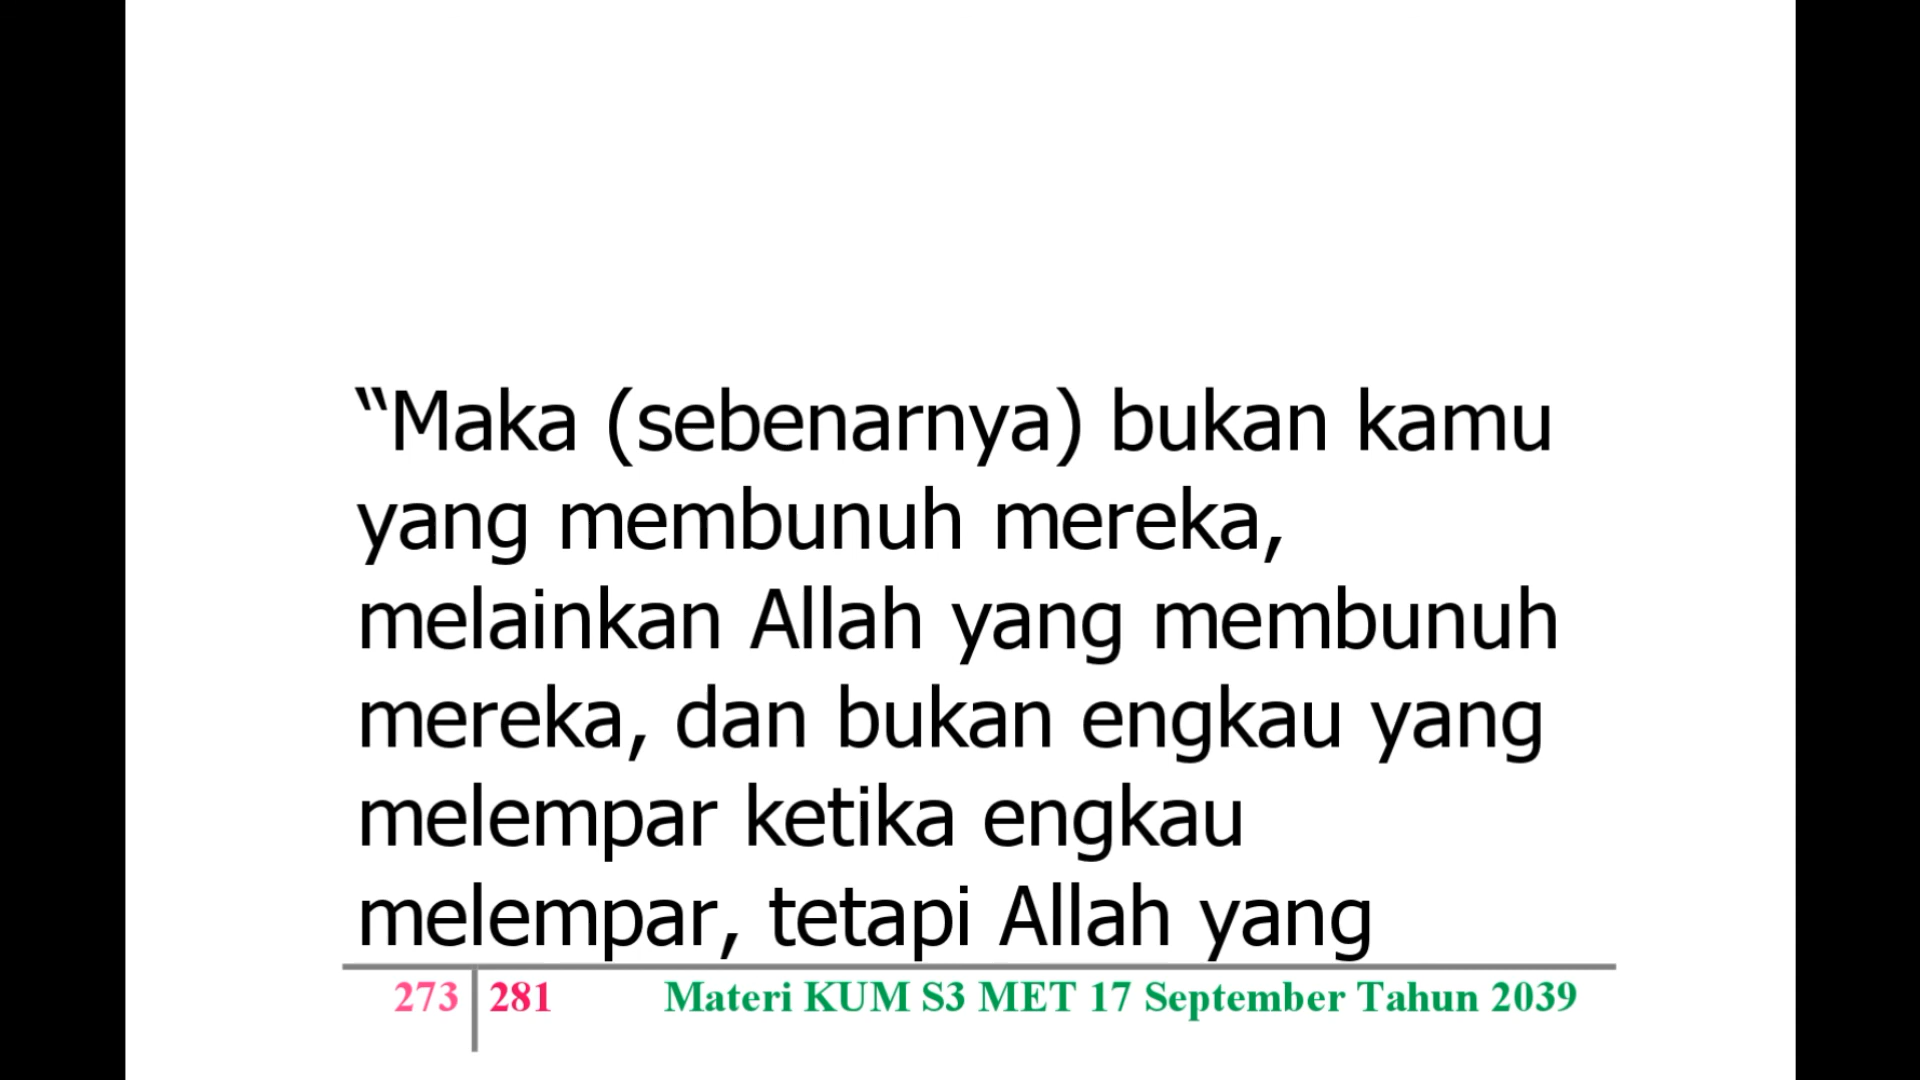 “Maka (sebenarnya) bukan kamu
yang membunuh mereka,
melainkan Allah yang membunuh
mereka, dan bukan engkau yang
melempar ketika engkau
melempar, tetapi Allah yang
273 281 Materi KUM S3 MET 17 September Tahun 2039